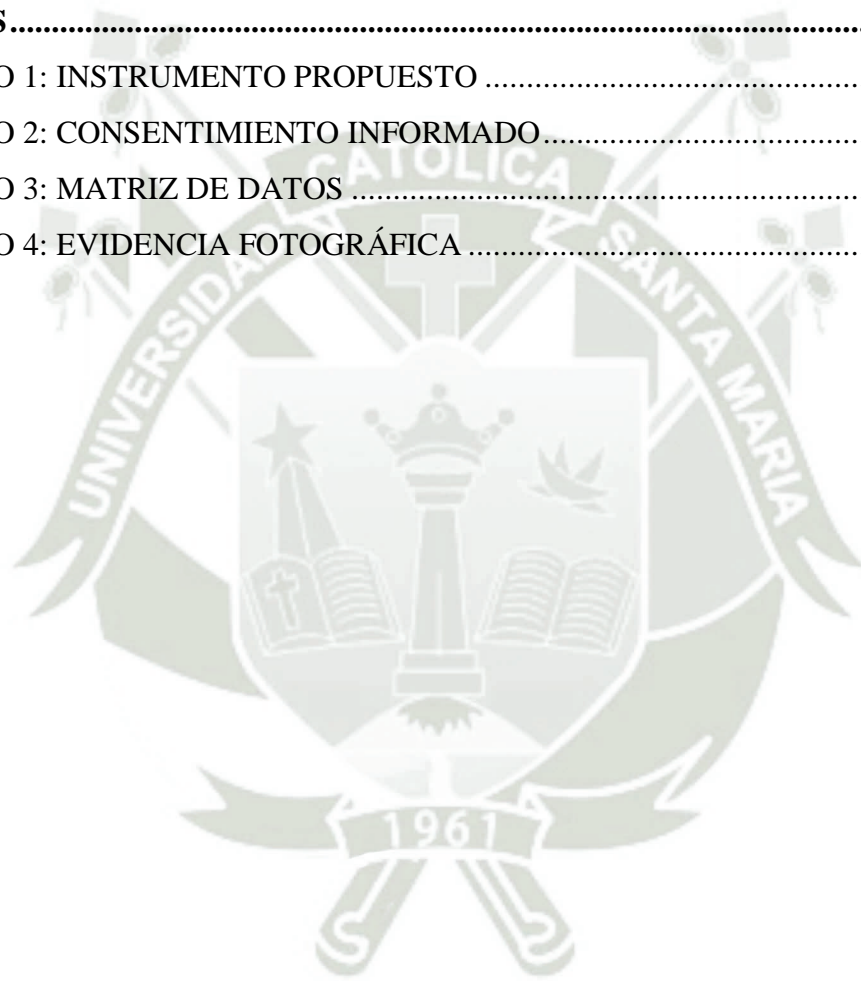 S..........................................................................................
O 1: INSTRUMENTO PROPUESTO ..........................................
O 2: CONSENTIMIENTO INFORMADO...................................
O 3: MATRIZ DE DATOS .........................................................
O 4: EVIDENCIA FOTOGRÁFICA ............................................
UNIVERSIDAD CATOLICA SANTA MARIA
1961